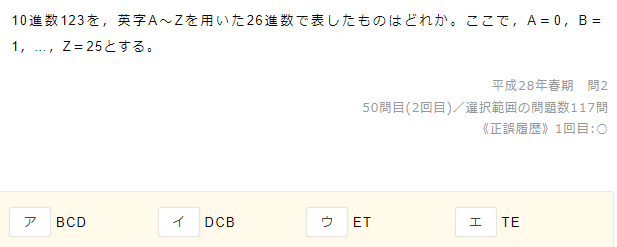 10進数123を，英字A～Zを用いた26進数で表したものはどれか。ここで，A＝0，B＝
1，…，Z＝25とする。
平成28年春期　問2
50問目(2回目)／選択範囲の問題数117問
《正誤履歴》1回目:○
ア BCD イ DCB ウ ET エ TE